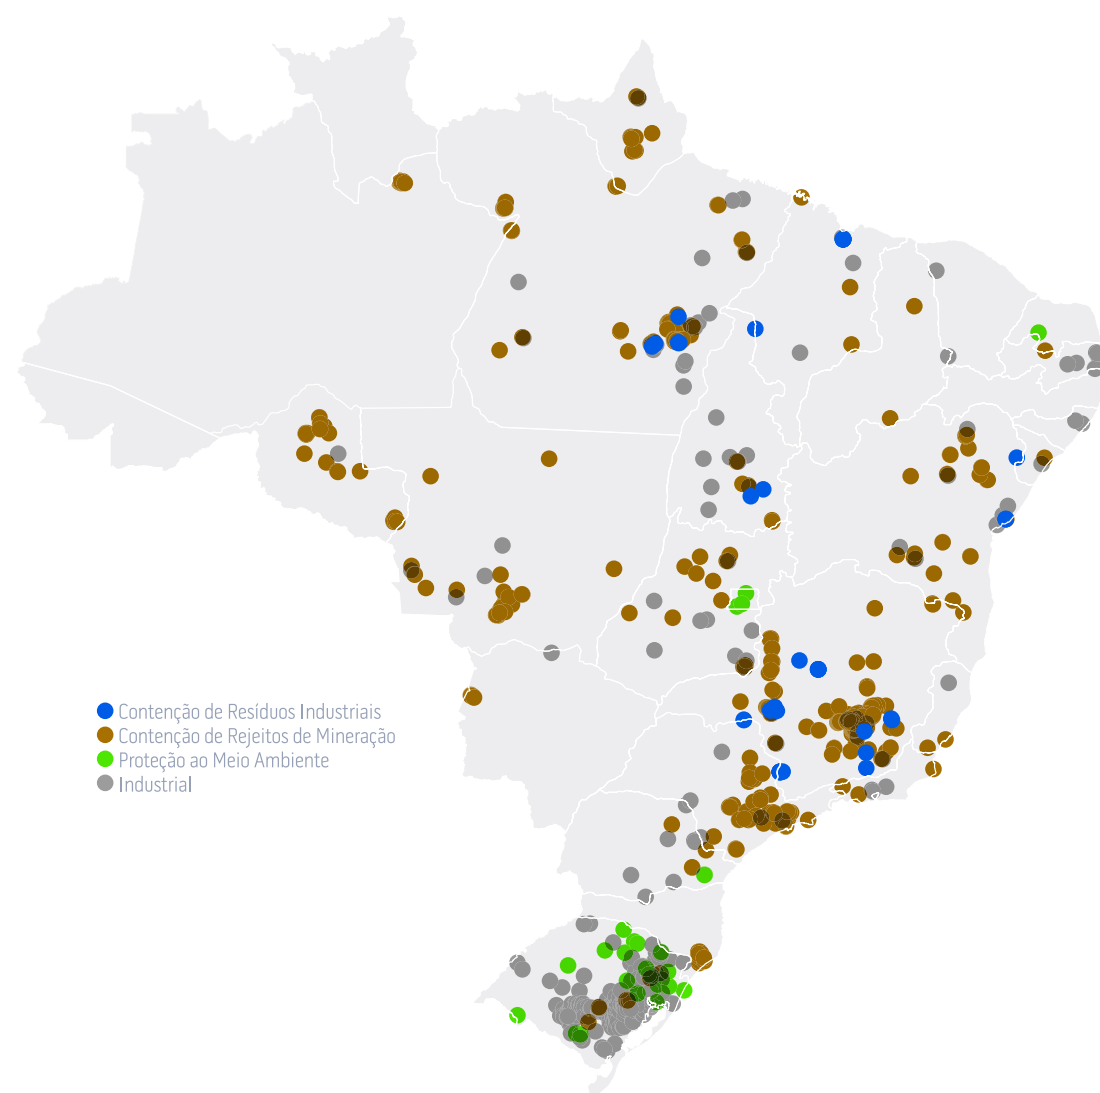 Contenção de Resíduos Industriais
Contenção de Rejeitos de Mineração
Proteção ao Meio Ambiente
Industrial